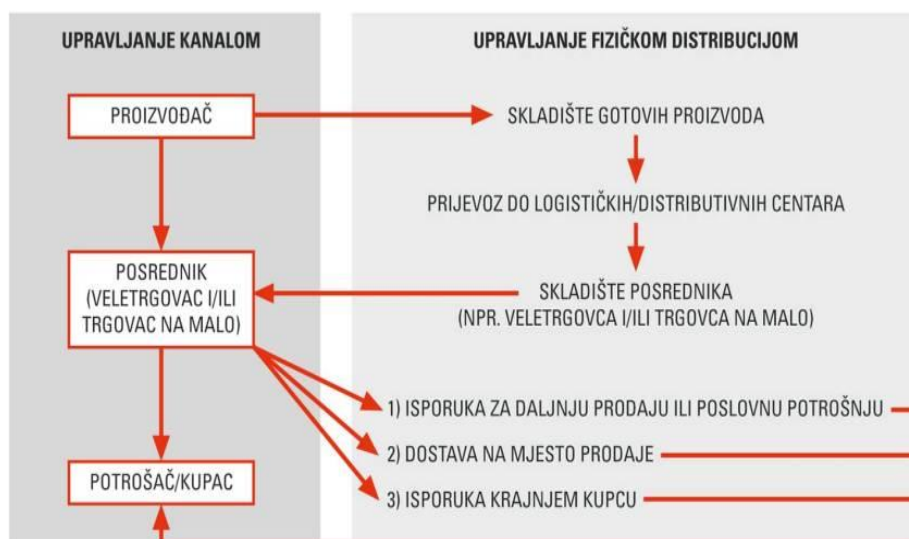 UPRAVLJANJE KANALOM
PROIZVOĐAČ
POSREDNIK
(VELETRGOVAC I/ILI
TRGOVAC NA MALO)
POTROŠAČ/KUPAC
UPRAVLJANJE FIZIČKOM DISTRIBUCIJOM
SKLADIŠTE GOTOVIH PROIZVODA
PRIJEVOZ DO LOGISTIČKIH/DISTRIBUTIVNIH CENTARA
SKLADIŠTE POSREDNIKA
(NPR. VELETRGOVCA I/ILI TRGOVCA NA MALO)
1) ISPORUKA ZA DALJNJU PRODAJU ILI POSLOVNU POTROŠNJU
2) DOSTAVA NA MJESTO PRODAJE
3) ISPORUKA KRAJNJEM KUPCU